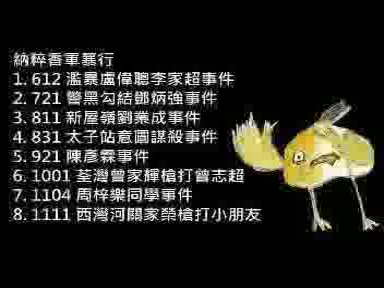 納粹香軍暴行
1. 612 濫暴盧偉聰李家超事件
2. 721 警黑勾結鄧炳強事件
3. 811 新屋嶺劉業成事件
4. 831 太子站意圖謀殺事件
5. 921 陳彥霖事件
6. 1001 荃灣曾家輝槍打曾志超
7. 1104 周梓樂同學事件
8. 1111 西灣河關家榮槍打小朋友